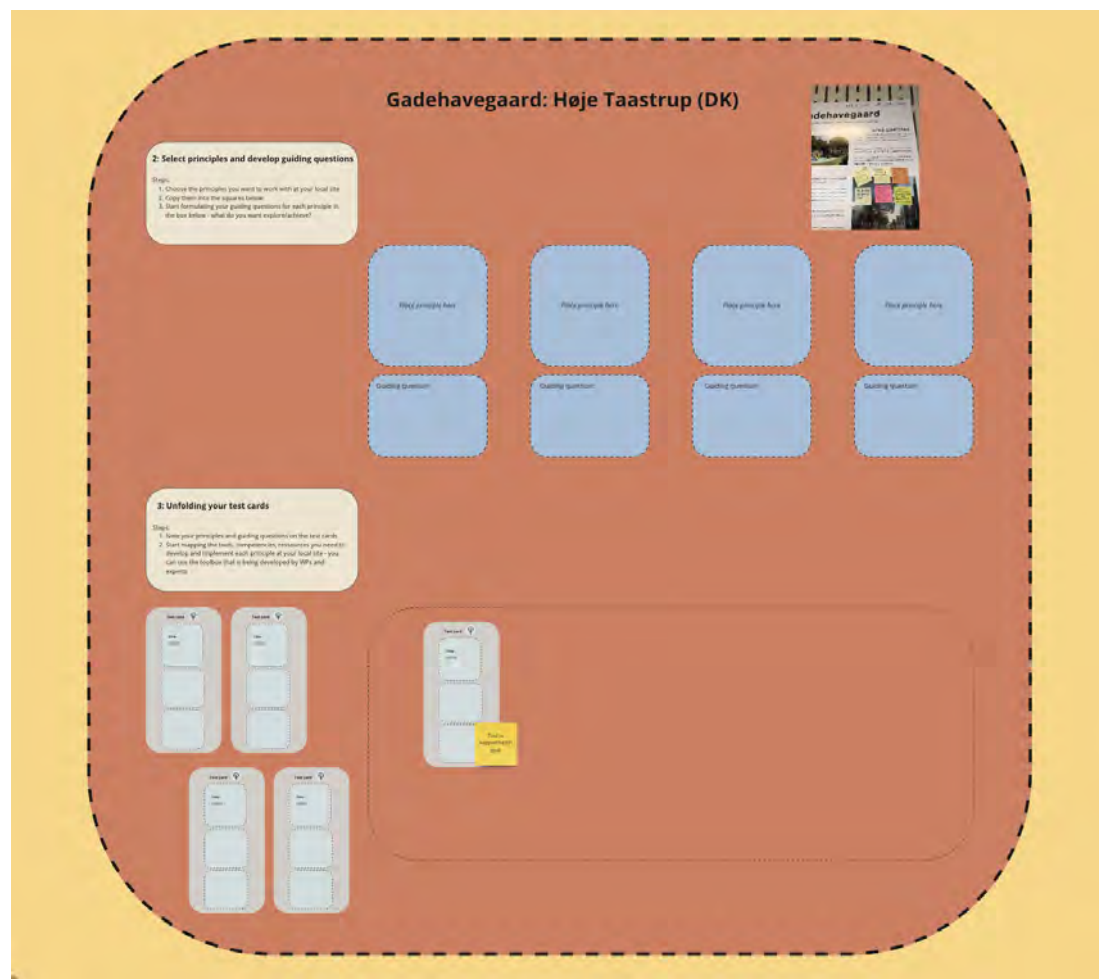 Gadehavegaard: Høje Taastrup (DK)
adehavegaard
2: Select principles and develop guiding questions
Steps:
1. Choose the principles you want to work with at your local site
2. Copy them into the squares below
3. Start formulating your guiding questions for each principle in
the box below - what do you want explore/achieve?
Place principle here
Place principle here
Place principle here
Place principle here
Guiding question:
Guiding question:
Guiding question:
Guiding question:
3: Unfolding your test cards
Steps:
1. Note your principles and guiding questions on the test cards
2. Start mapping the tools, competencies, ressources you need to
develop and implement each principle at your local site - you
can use the toolbox that is being developed by WPs and
experts
Test card
Test card
Test card
Test card
Test card